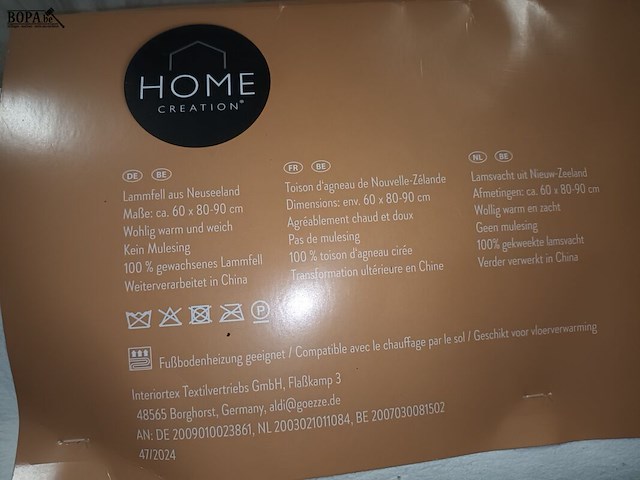 BOPA.be
HOME
CREATION®
DE BE
Lammfell aus Neuseeland
Maße: ca. 60 x 80-90 cm
Wohlig warm und weich
Kein Mulesing
100 % gewachsenes Lammfell
Weiterverarbeitet in China
FR BE
Toison d'agneau de Nouvelle-Zélande
Dimensions: env. 60 x 80-90 cm
Agréablement chaud et doux
Pas de mulesing
100 % toison d'agneau cirée
Transformation ultérieure en Chine
NL BE
Lamsvacht uit Nieuw-Zeeland
Afmetingen: ca. 60 x 80-90 cm
Wollig warm en zacht
Geen mulesing
100% gekweekte lamsvacht
Verder verwerkt in China
P
Fußbodenheizung geeignet / Compatible avec le chauffage par le sol / Geschikt voor vloerverwarming
Interiortex Textilvertriebs GmbH, Flaßkamp 3
48565 Borghorst, Germany, aldi@goezze.de
AN: DE 2009010023861, NL 2003021011084, BE 2007030081502
47/2024